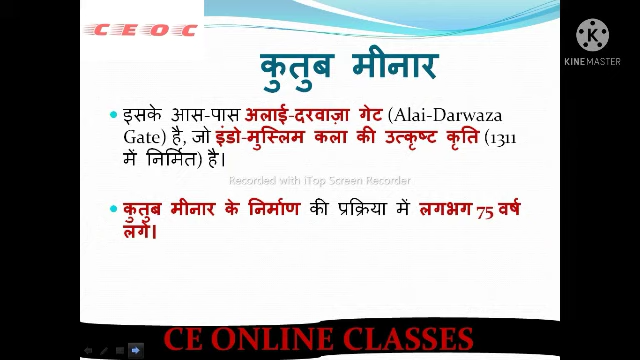 CEOC
KINEMASTER
कुतुब मीनार
इसके आस-पास अलाई-दरवाज़ा गेट (Alai-Darwaza
Gate) है, जो इंडो-मुस्लिम कला की उत्कृष्ट कृति (1311
में निर्मित) है।
Recorded with iTop Screen Recorder
कुतुब मीनार के निर्माण की प्रक्रिया में लगभग 75 वर्ष
लगे।
CE ONLINE CLASSES